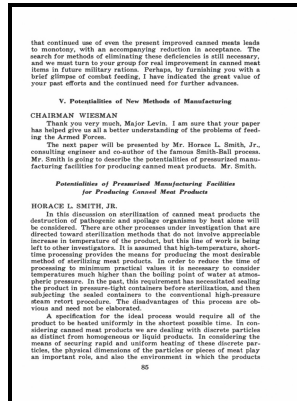 that continued use of even the present improved canned meats leads
to monotony, with an accompanying reduction in acceptance. The
search for methods of eliminating these deficiencies is still necessary,
and we must turn to your group for real improvement in canned meat
items in future military rations. Perhaps, by furnishing you with a
brief glimpse of combat feeding, I have indicated the great value of
your past efforts and the continued need for further advances.
V. Potentialities of New Methods of Manufacturing
CHAIRMAN WIESMAN
Thank you very much, Major Levin. I am sure that your paper
has helped give us all a better understanding of the problems of feed-
ing the Armed Forces.
The next paper will be presented by Mr. Horace L. Smith, Jr.,
consulting engineer and co-author of the famous Smith-Ball process.
Mr. Smith is going to describe the potentialities of pressurized manu-
facturing facilities for producing canned meat products. Mr. Smith.
Potentialities of Pressurized Manufacturing Facilities
for Producing Canned Meat Products
HORACE L. SMITH, JR.
In this discussion on sterilization of canned meat products the
destruction of pathogenic and spoilage organisms by heat alone will
be considered. There are other processes under investigation that are
directed toward sterilization methods that do not involve appreciable
increase in temperature of the product, but this line of work is being
left to other investigators. It is assumed that high-temperature, short-
time processing provides the means for producing the most desirable
method of sterilizing meat products. In order to reduce the time of
processing to minimum practical values it is necessary to consider
temperatures much higher than the boiling point of water at atmos-
pheric pressure. In the past, this requirement has necessitated sealing
the product in pressure-tight containers before sterilization, and then
subjecting the sealed containers to the conventional high-pressure
steam retort procedure. The disadvantages of this process are ob-
vious and need not be elaborated.
A specification for the ideal process would require all of the
product to be heated uniformly in the shortest possible time. In con-
sidering canned meat products we are dealing with discrete particles
as distinct from homogeneous or liquid products. In considering the
means of securing rapid and uniform heating of these discrete par-
ticles, the physical dimensions of the particles or pieces of meat play
an important role, and also the environment in which the products
85